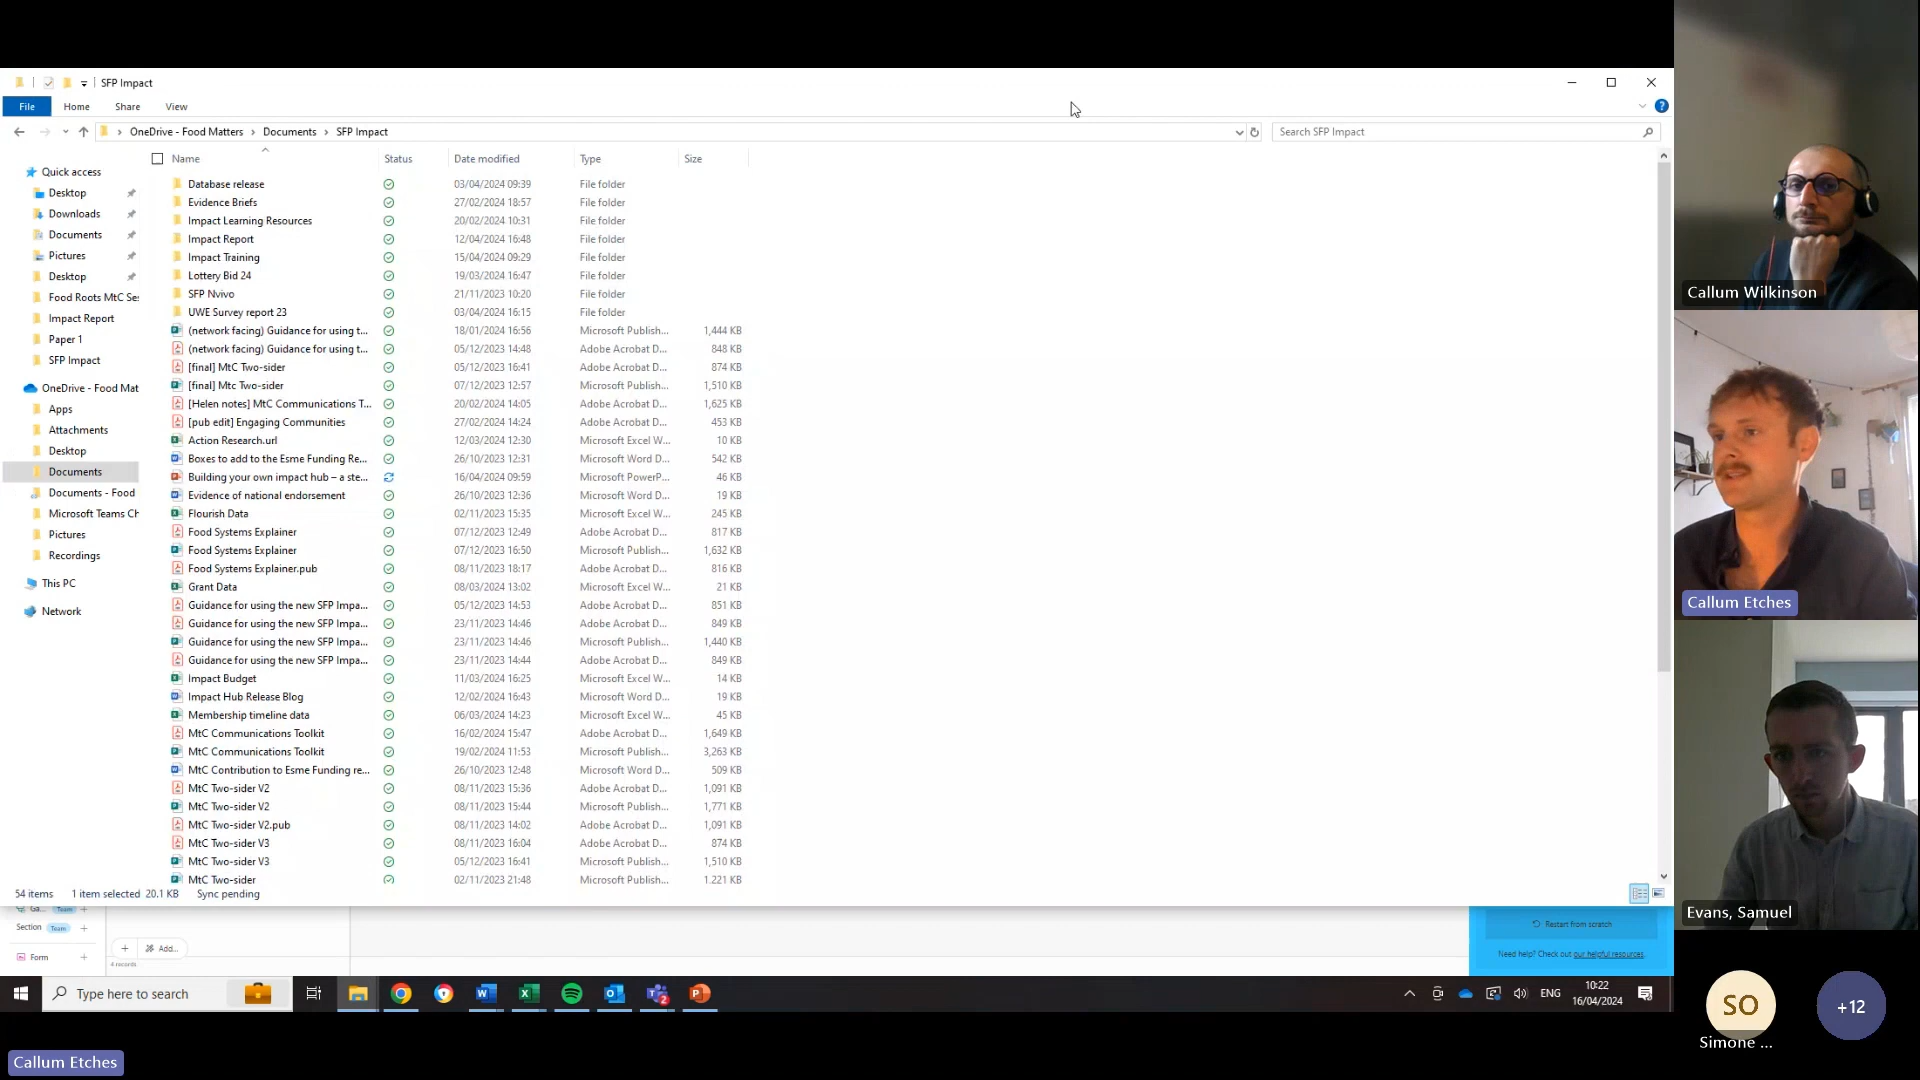 SFP Impact
File Home Share View
OneDrive - Food Matters > Documents > SFP Impact
Search SFP Impact
Name Status Date modified Type Size
Quick access
Desktop
Downloads
Documents
Pictures
Desktop
Food Roots MtC Ses
Impact Report
Paper 1
SFP Impact
OneDrive - Food Mat
Apps
Attachments
Desktop
Documents
Documents - Food
Microsoft Teams Ch
Pictures
Recordings
This PC
Network
Database release 03/04/2024 09:39 File folder
Evidence Briefs 27/02/2024 18:57 File folder
Impact Learning Resources 20/02/2024 10:31 File folder
Impact Report 12/04/2024 16:48 File folder
Impact Training 15/04/2024 09:29 File folder
Lottery Bid 24 19/03/2024 16:47 File folder
SFP Nvivo 21/11/2023 10:20 File folder
UWE Survey report 23 03/04/2024 16:15 File folder
(network facing) Guidance for using t... 18/01/2024 16:56 Microsoft Publish... 1,444 KB
(network facing) Guidance for using t... 05/12/2023 14:48 Adobe Acrobat D... 848 KB
[final] MtC Two-sider 05/12/2023 16:41 Adobe Acrobat D... 874 KB
[final] Mtc Two-sider 07/12/2023 12:57 Microsoft Publish... 1,510 KB
[Helen notes] MtC Communications T... 20/02/2024 14:05 Adobe Acrobat D... 1,625 KB
[pub edit] Engaging Communities 27/02/2024 14:24 Adobe Acrobat D... 453 KB
Action Research.url 12/03/2024 12:30 Microsoft Excel W... 10 KB
Boxes to add to the Esme Funding Re... 26/10/2023 12:31 Microsoft Word D... 542 KB
Building your own impact hub – a ste... 16/04/2024 09:59 Microsoft PowerP... 46 KB
Evidence of national endorsement 26/10/2023 12:36 Microsoft Word D... 19 KB
Flourish Data 02/11/2023 15:35 Microsoft Excel W... 245 KB
Food Systems Explainer 07/12/2023 12:49 Adobe Acrobat D... 817 KB
Food Systems Explainer 07/12/2023 16:50 Microsoft Publish... 1,632 KB
Food Systems Explainer.pub 08/11/2023 18:17 Adobe Acrobat D... 816 KB
Grant Data 08/03/2024 13:02 Microsoft Excel W... 21 KB
Guidance for using the new SFP Impa... 05/12/2023 14:53 Adobe Acrobat D... 851 KB
Guidance for using the new SFP Impa... 23/11/2023 14:46 Adobe Acrobat D... 849 KB
Guidance for using the new SFP Impa... 23/11/2023 14:46 Microsoft Publish... 1,440 KB
Guidance for using the new SFP Impa... 23/11/2023 14:44 Adobe Acrobat D... 849 KB
Impact Budget 11/03/2024 16:25 Microsoft Excel W... 14 KB
Impact Hub Release Blog 12/02/2024 16:43 Microsoft Word D... 19 KB
Membership timeline data 06/03/2024 14:23 Microsoft Excel W... 45 KB
MtC Communications Toolkit 16/02/2024 15:47 Adobe Acrobat D... 1,649 KB
MtC Communications Toolkit 19/02/2024 11:53 Microsoft Publish... 3,263 KB
MtC Contribution to Esme Funding re... 26/10/2023 12:48 Microsoft Word D... 509 KB
MtC Two-sider V2 08/11/2023 15:36 Adobe Acrobat D... 1,091 KB
MtC Two-sider V2 08/11/2023 15:44 Microsoft Publish... 1,771 KB
MtC Two-sider V2.pub 08/11/2023 14:02 Adobe Acrobat D... 1,091 KB
MtC Two-sider V3 08/11/2023 16:04 Adobe Acrobat D... 874 KB
MtC Two-sider V3 05/12/2023 16:41 Microsoft Publish... 1,510 KB
MtC Two-sider 02/11/2023 21:48 Microsoft Publish... 1,221 KB
54 items 1 item selected 20.1 KB Sync pending
Ga... Team
Section Team
Form
Add...
4 records
Restart from scratch
Need help? Check out our helpful resources.
Type here to search
ENG
10:22
16/04/2024
Callum Wilkinson
Callum Etches
Evans, Samuel
SO
Simone ...
+12
Callum Etches